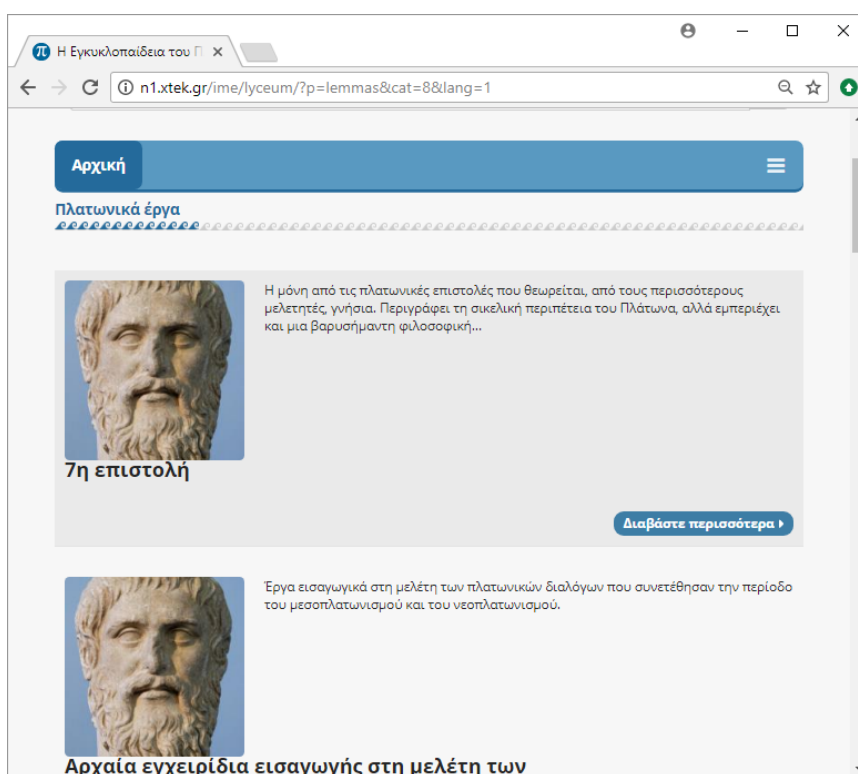 Η Εγκυκλοπαίδεια του Π
n1.xtek.gr/ime/lyceum/?p=lemmas&cat=8&lang=1
Αρχική
Πλατωνικά έργα
Η μόνη από τις πλατωνικές επιστολές που θεωρείται, από τους περισσότερους
μελετητές, γνήσια. Περιγράφει τη σικελική περιπέτεια του Πλάτωνα, αλλά εμπεριέχει
και μια βαρυσήμαντη φιλοσοφική...
7η επιστολή
Διαβάστε περισσότερα
Έργα εισαγωγικά στη μελέτη των πλατωνικών διαλόγων που συνετέθησαν την περίοδο
του μεσοπλατωνισμού και του νεοπλατωνισμού.
Αρχαία εγχειρίδια εισαγωγής στη μελέτη των